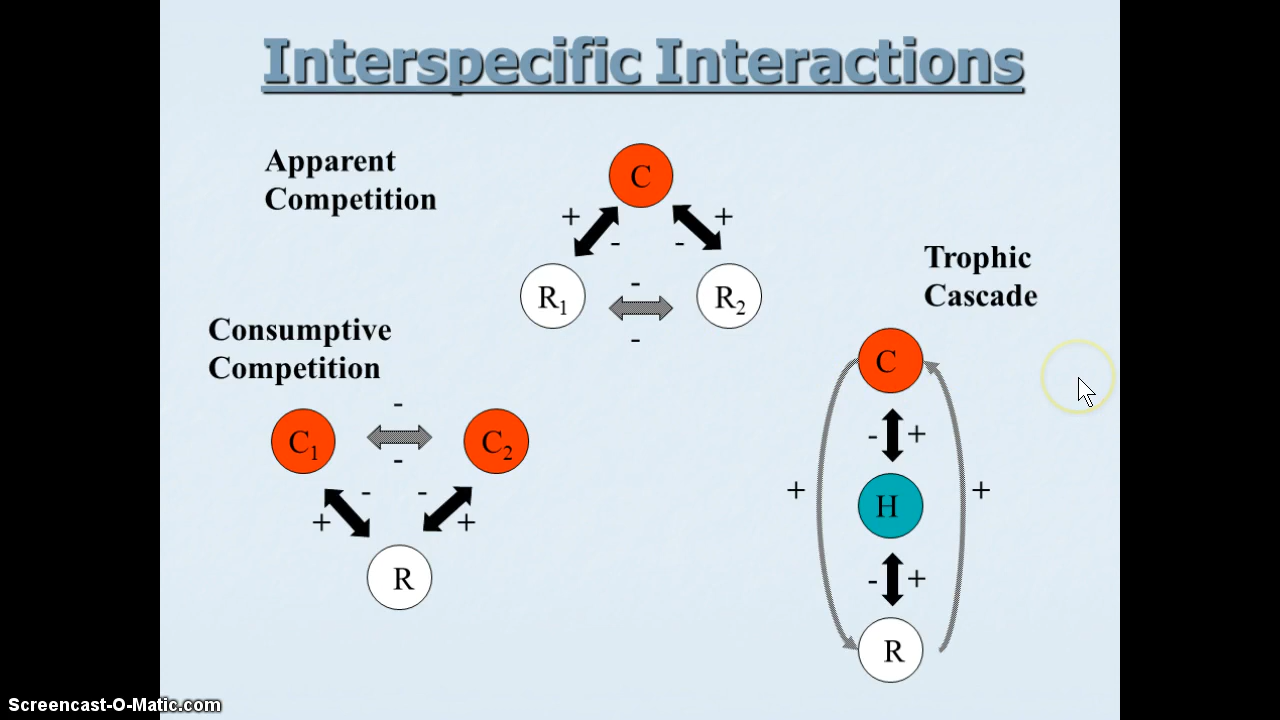 Interspecific Interactions
Apparent
Competition
C
+ +
- -
R1 - R2
-
Trophic
Cascade
C
- +
+ +
H
- +
R
Consumptive
Competition
-
C1 C2
-
- -
+ +
R
Screencast-O-Matic.com